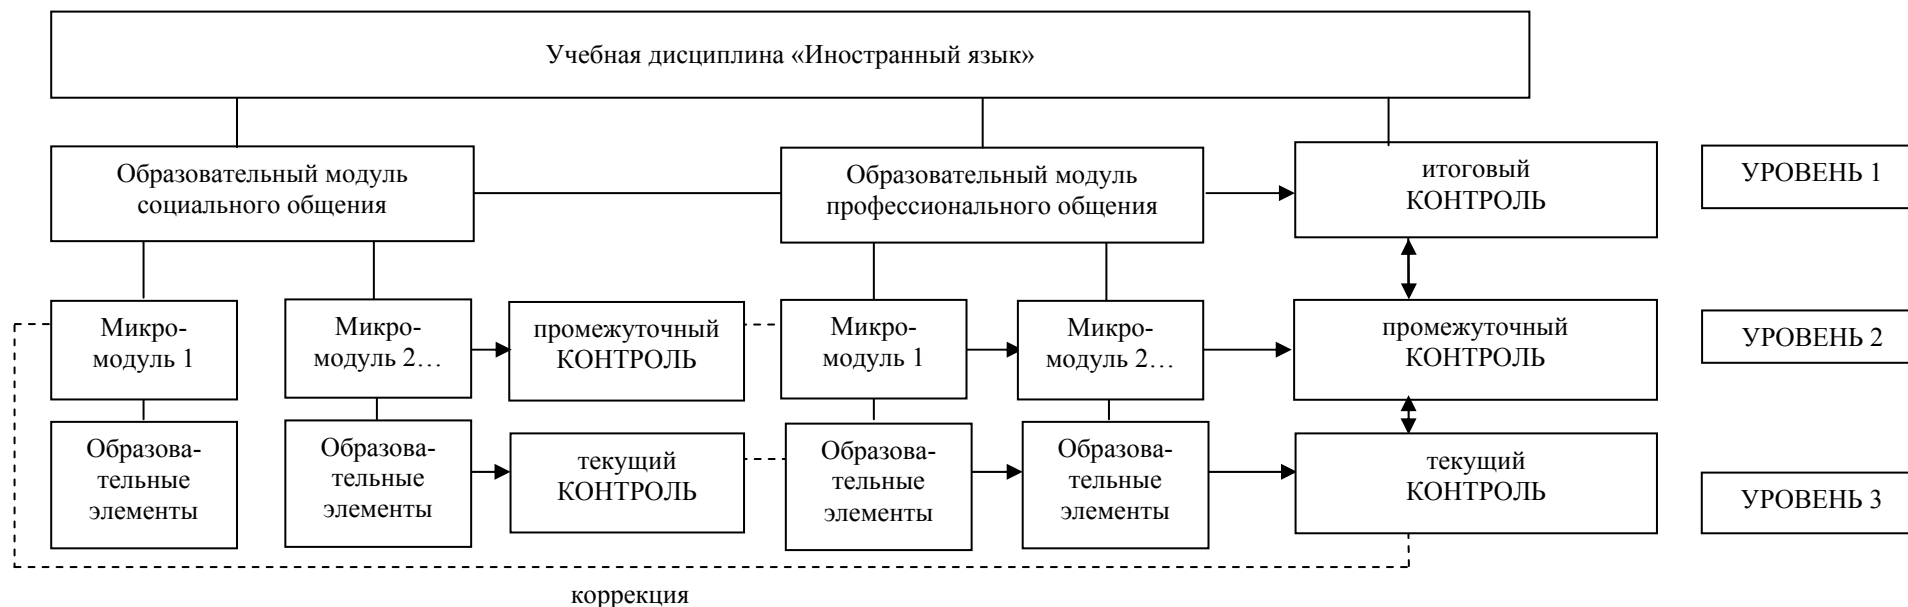 Учебная дисциплина «Иностранный язык»
Образовательный модуль
социального общения
Образовательный модуль
профессионального общения
итоговый
КОНТРОЛЬ
УРОВЕНЬ 1
Микро-
модуль 1
Микро-
модуль 2…
промежуточный
КОНТРОЛЬ
Микро-
модуль 1
Микро-
модуль 2…
промежуточный
КОНТРОЛЬ
УРОВЕНЬ 2
Образова-
тельные
элементы
Образова-
тельные
элементы
текущий
КОНТРОЛЬ
Образова-
тельные
элементы
Образова-
тельные
элементы
текущий
КОНТРОЛЬ
УРОВЕНЬ 3
коррекция